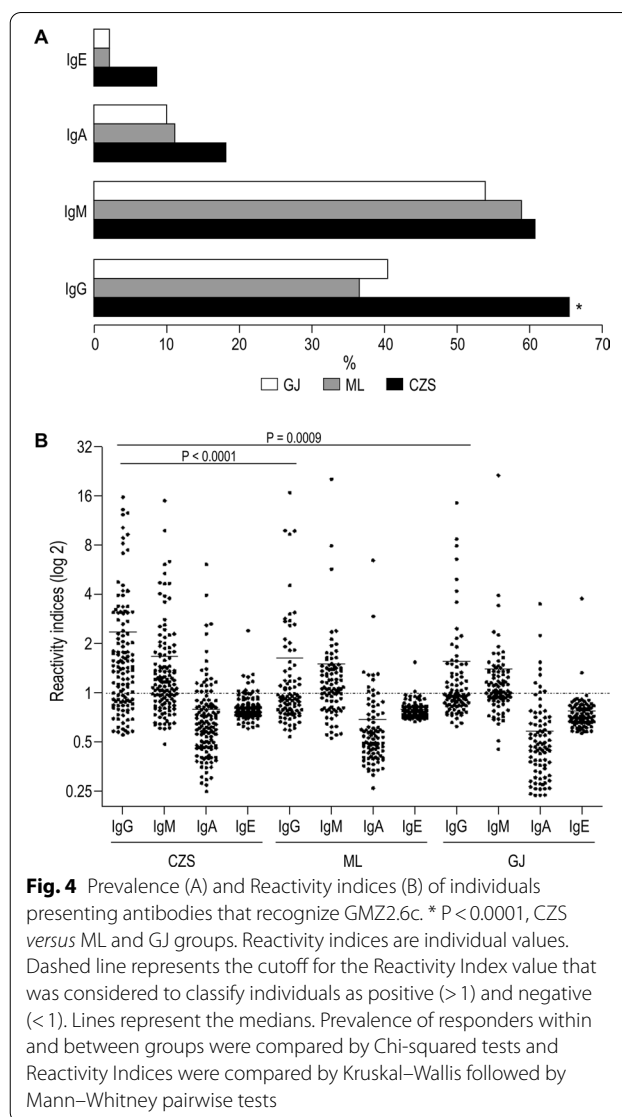 A
IgE
IgA
IgM
IgG
*
0 10 20 30 40 50 60 70
%
GJ ML CZS
B
P = 0.0009
P < 0.0001
Reactivity indices (log 2)
32
16
8
4
2
1
0.5
0.25
IgG IgM IgA IgE IgG IgM IgA IgE IgG IgM IgA IgE
CZS ML GJ
Fig. 4 Prevalence (A) and Reactivity indices (B) of individuals
presenting antibodies that recognize GMZ2.6c. * P < 0.0001, CZS
versus ML and GJ groups. Reactivity indices are individual values.
Dashed line represents the cutoff for the Reactivity Index value that
was considered to classify individuals as positive (> 1) and negative
(< 1). Lines represent the medians. Prevalence of responders within
and between groups were compared by Chi-squared tests and
Reactivity Indices were compared by Kruskal–Wallis followed by
Mann–Whitney pairwise tests